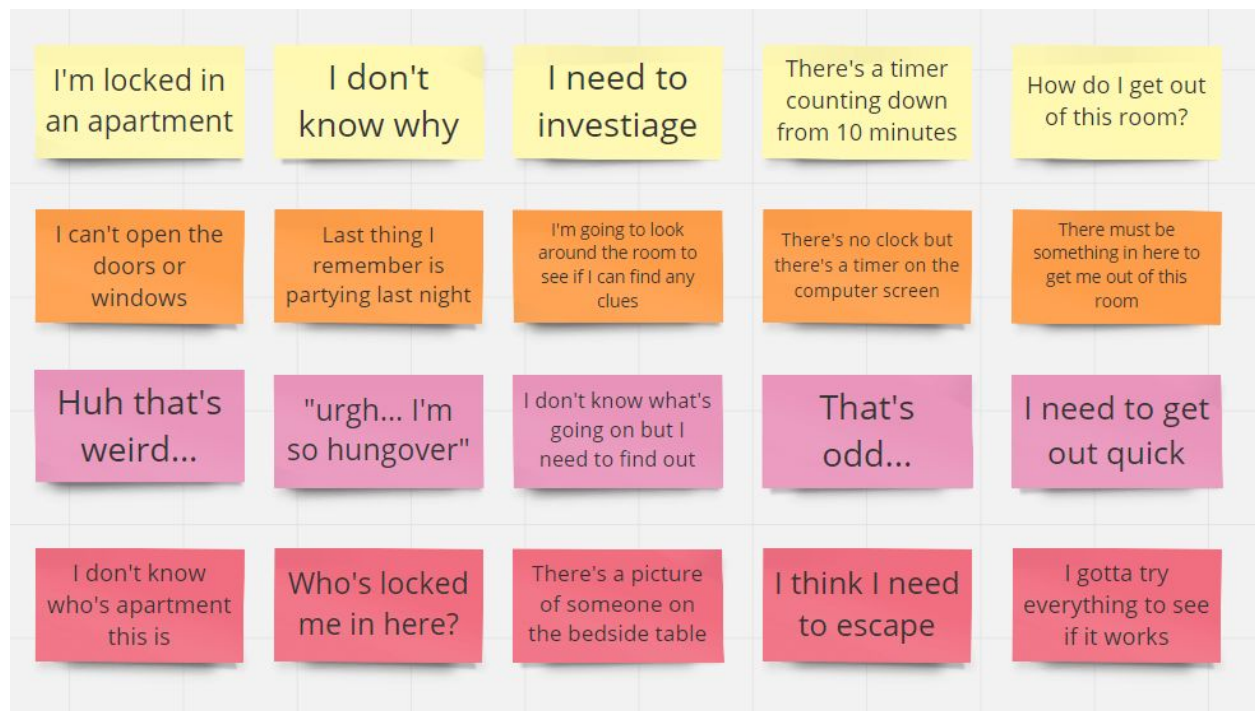 I'm locked in
an apartment
I don't
know why
I need to
investiage
There's a timer
counting down
from 10 minutes
How do I get out
of this room?
I can't open the
doors or
windows
Last thing I
remember is
partying last night
I'm going to look
around the room to
see if I can find any
clues
There's no clock but
there's a timer on the
computer screen
There must be
something in here to
get me out of this
room
Huh that's
weird...
"urgh... I'm
so hungover"
I don't know what's
going on but I
need to find out
That's
odd...
I need to get
out quick
I don't know
who's apartment
this is
Who's locked
me in here?
There's a picture
of someone on
the bedside table
I think I need
to escape
I gotta try
everything to see
if it works